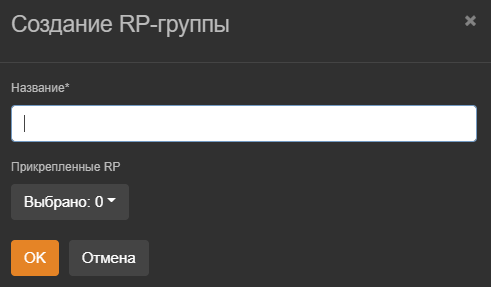 Создание RP-группы
Название*
Прикрепленные RP
Выбрано: 0
OK
Отмена